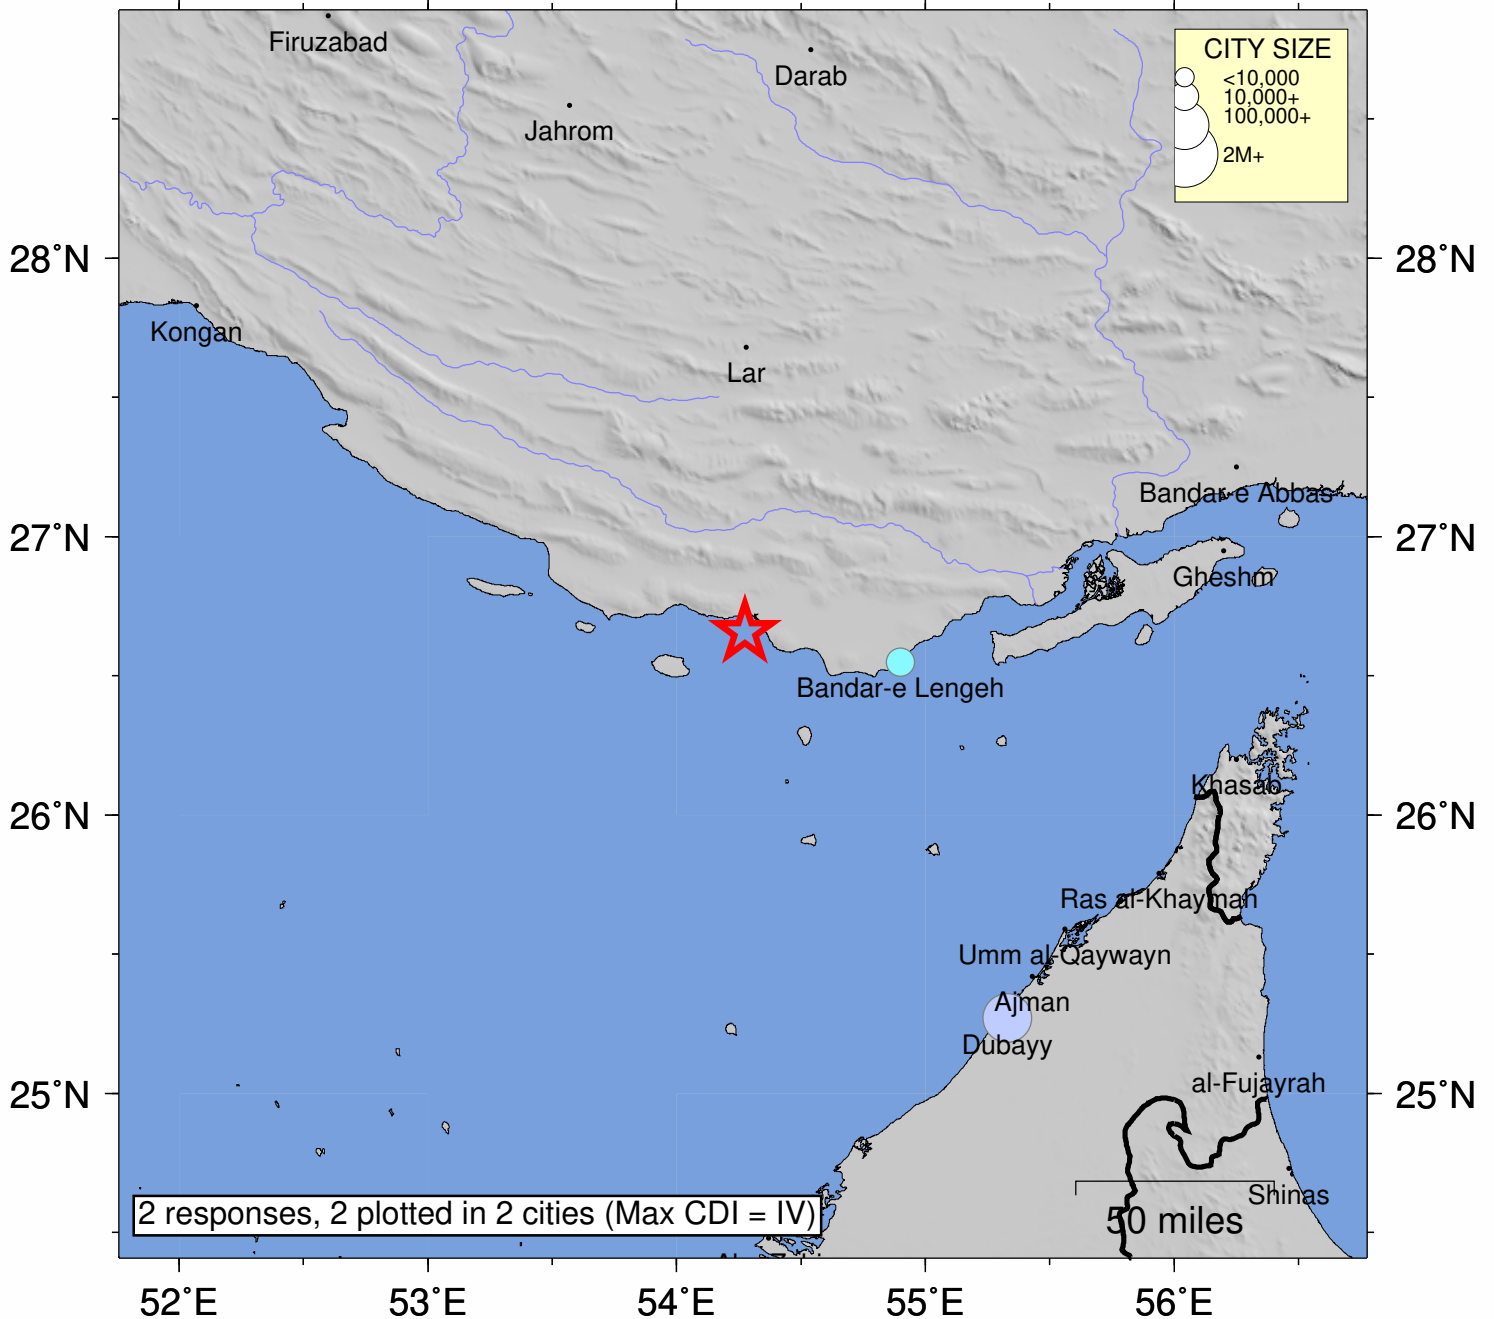 Firuzabad
Darab
Jahrom
CITY SIZE
<10,000
10,000+
100,000+
2M+
28°N
28°N
Kongan
Lar
Bandar-e Abbas
27°N
27°N
Gheshm
Bandar-e Lengeh
Khasab
26°N
26°N
Ras al-Khaymah
Umm al-Qaywayn
Ajman
Dubayy
al-Fujayrah
25°N
25°N
Shinas
50 miles
2 responses, 2 plotted in 2 cities (Max CDI = IV)
52°E
53°E
54°E
55°E
56°E